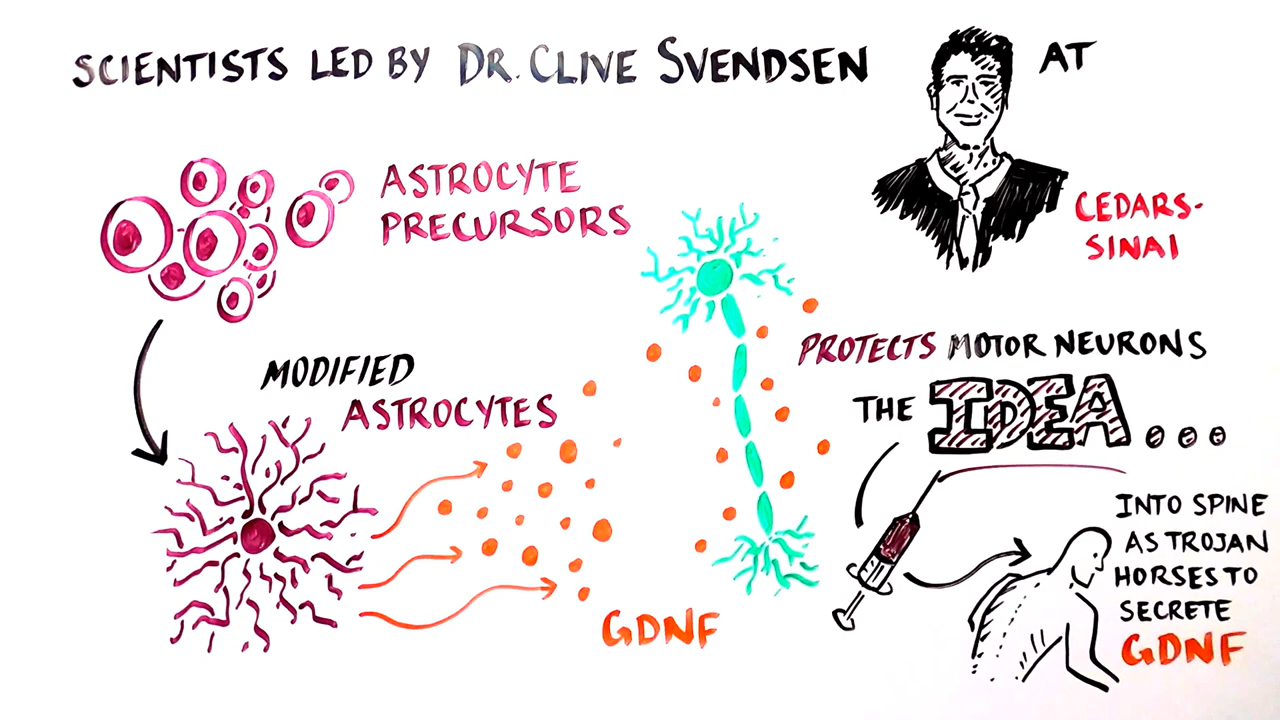 SCIENTISTS LED BY DR. CLIVE SVENDSEN AT
CEDARS-
SINAI
ASTROCYTE
PRECURSORS
MODIFIED
ASTROCYTES
GDNF
PROTECTS MOTOR NEURONS
THE IDEA...
INTO SPINE
AS TROJAN
HORSES TO
SECRETE
GDNF